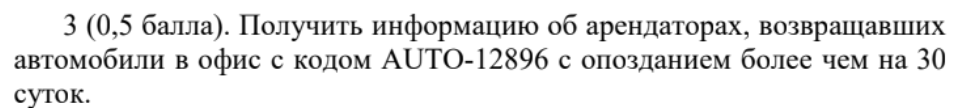 3 (0,5 балла). Получить информацию об арендаторах, возвращавших
автомобили в офис с кодом AUTO-12896 с опозданием более чем на 30
суток.